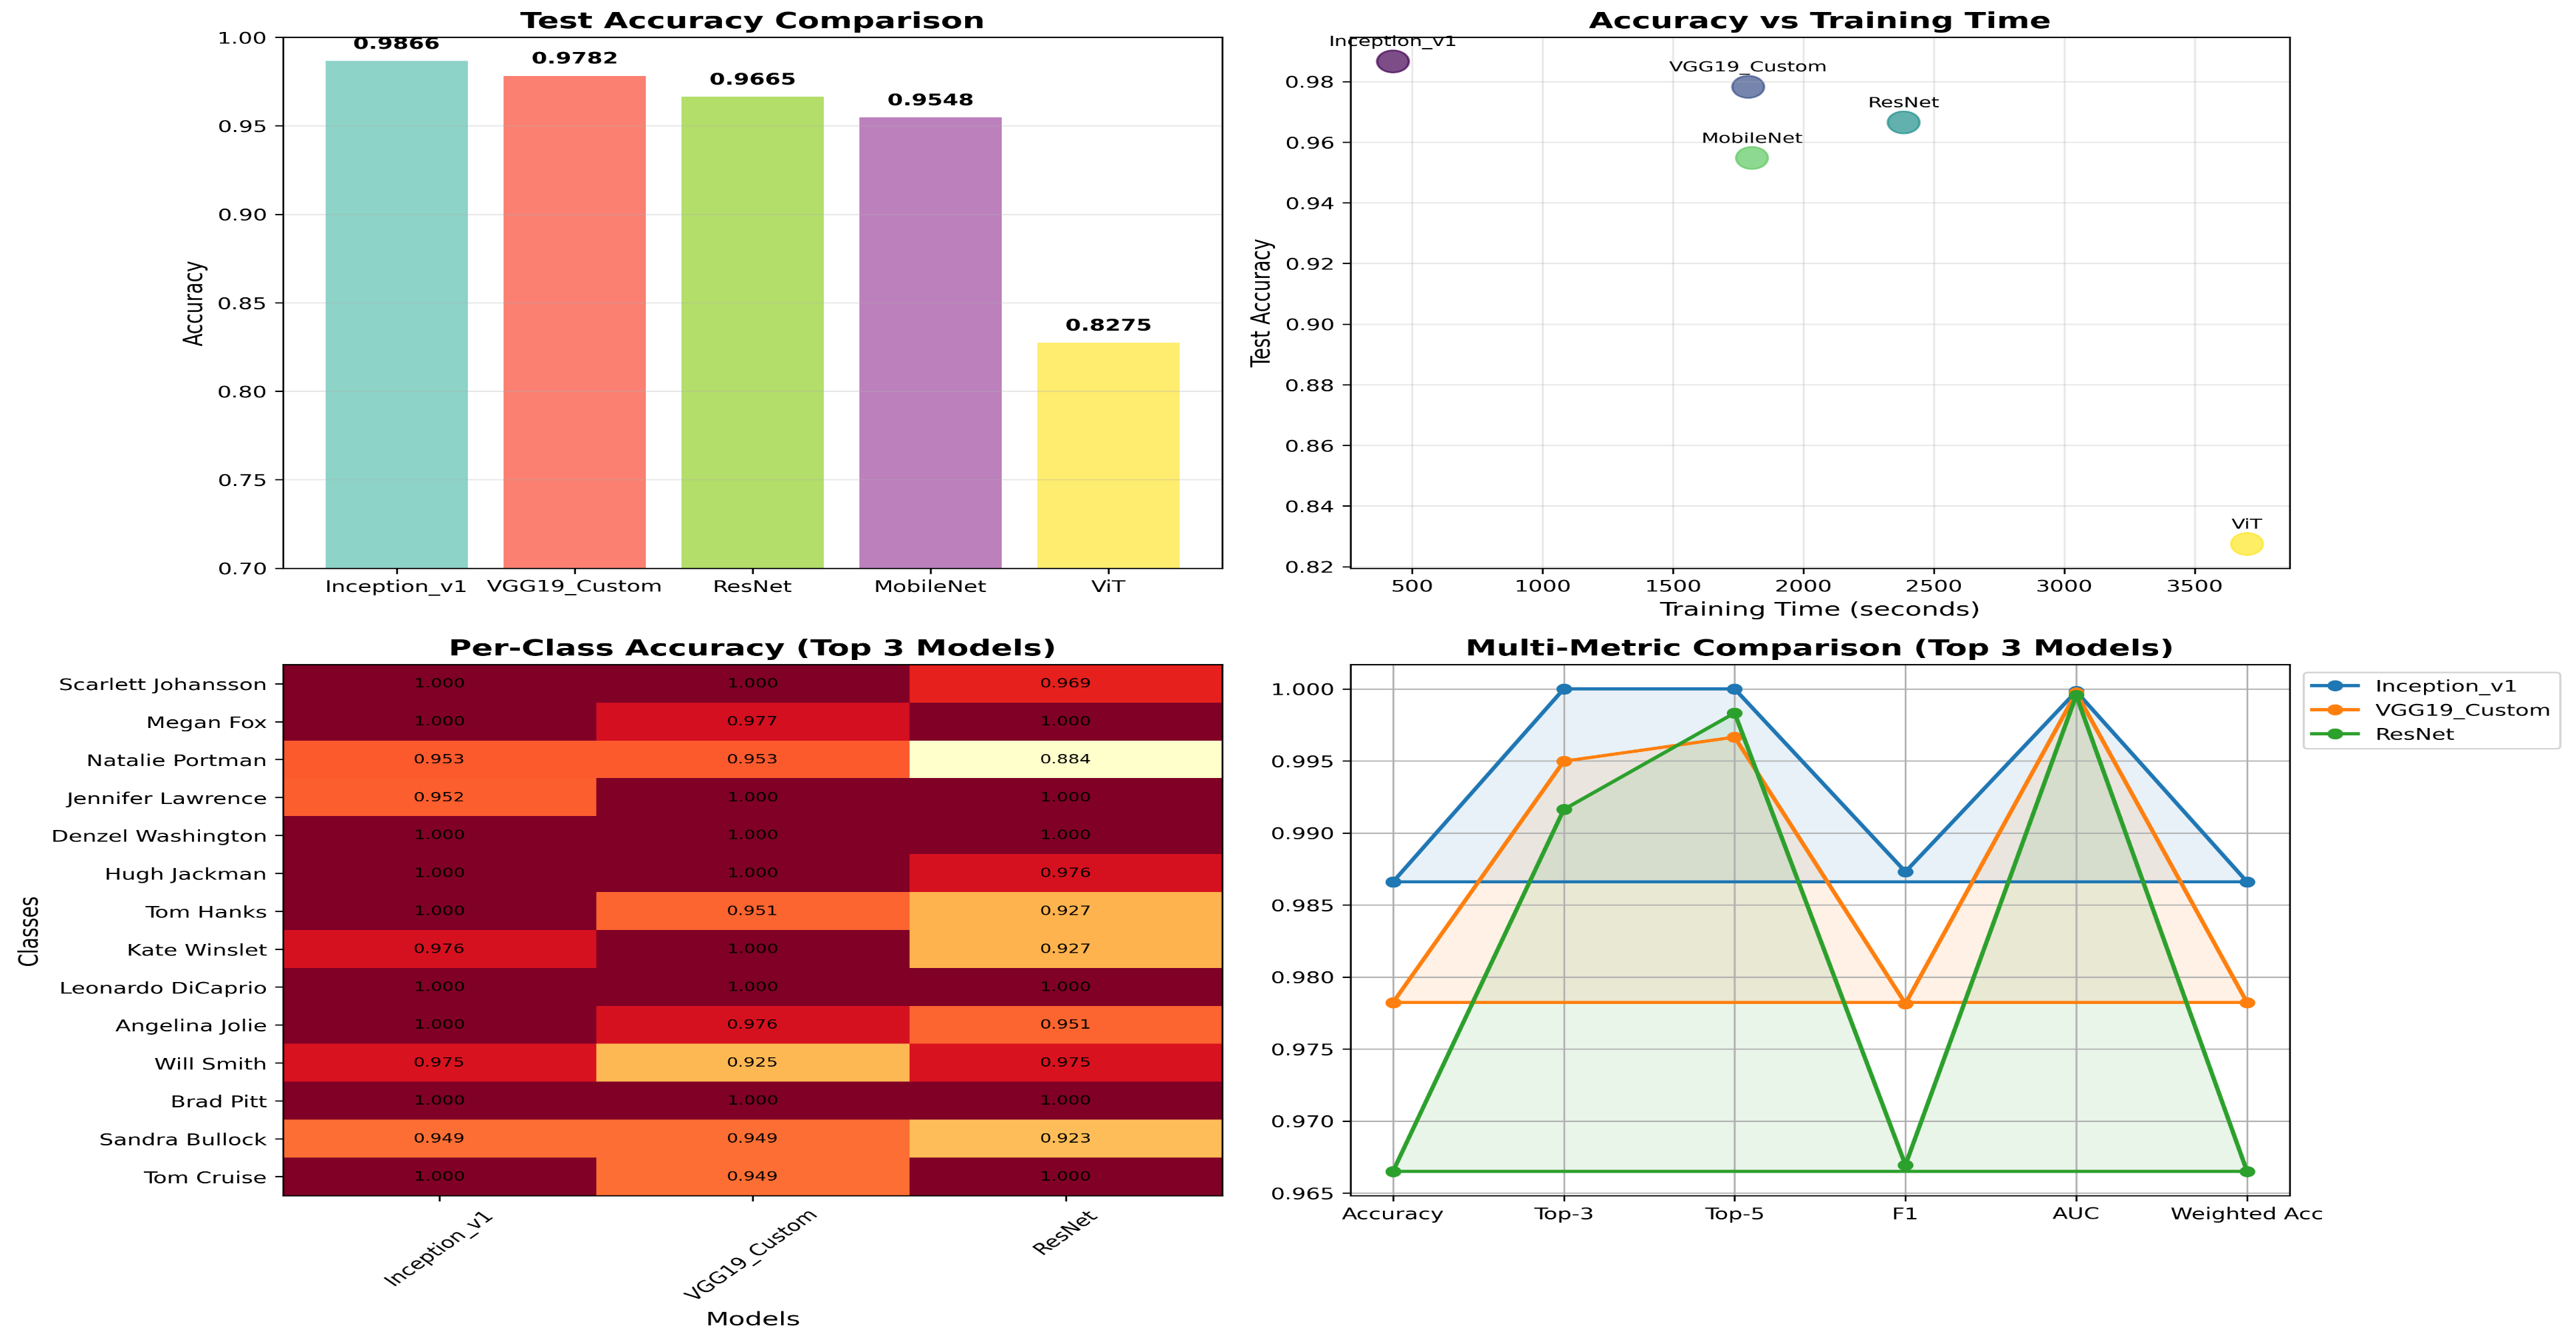 Test Accuracy Comparison
Accuracy
1.00
0.95
0.90
0.85
0.80
0.75
0.70
0.9866
0.9782
0.9665
0.9548
0.8275
Inception_v1 VGG19_Custom ResNet MobileNet ViT
Accuracy vs Training Time
Test Accuracy
0.98
0.96
0.94
0.92
0.90
0.88
0.86
0.84
0.82
Inception_v1
VGG19_Custom
ResNet
MobileNet
ViT
500 1000 1500 2000 2500 3000 3500
Training Time (seconds)
Per-Class Accuracy (Top 3 Models)
Classes
Scarlett Johansson 1.000 1.000 0.969
Megan Fox 1.000 0.977 1.000
Natalie Portman 0.953 0.953 0.884
Jennifer Lawrence 0.952 1.000 1.000
Denzel Washington 1.000 1.000 1.000
Hugh Jackman 1.000 1.000 0.976
Tom Hanks 1.000 0.951 0.927
Kate Winslet 0.976 1.000 0.927
Leonardo DiCaprio 1.000 1.000 1.000
Angelina Jolie 1.000 0.976 0.951
Will Smith 0.975 0.925 0.975
Brad Pitt 1.000 1.000 1.000
Sandra Bullock 0.949 0.949 0.923
Tom Cruise 1.000 0.949 1.000
Inception_v1 VGG19_Custom ResNet
Models
Multi-Metric Comparison (Top 3 Models)
1.000
0.995
0.990
0.985
0.980
0.975
0.970
0.965
Accuracy Top-3 Top-5 F1 AUC Weighted Acc
Inception_v1
VGG19_Custom
ResNet